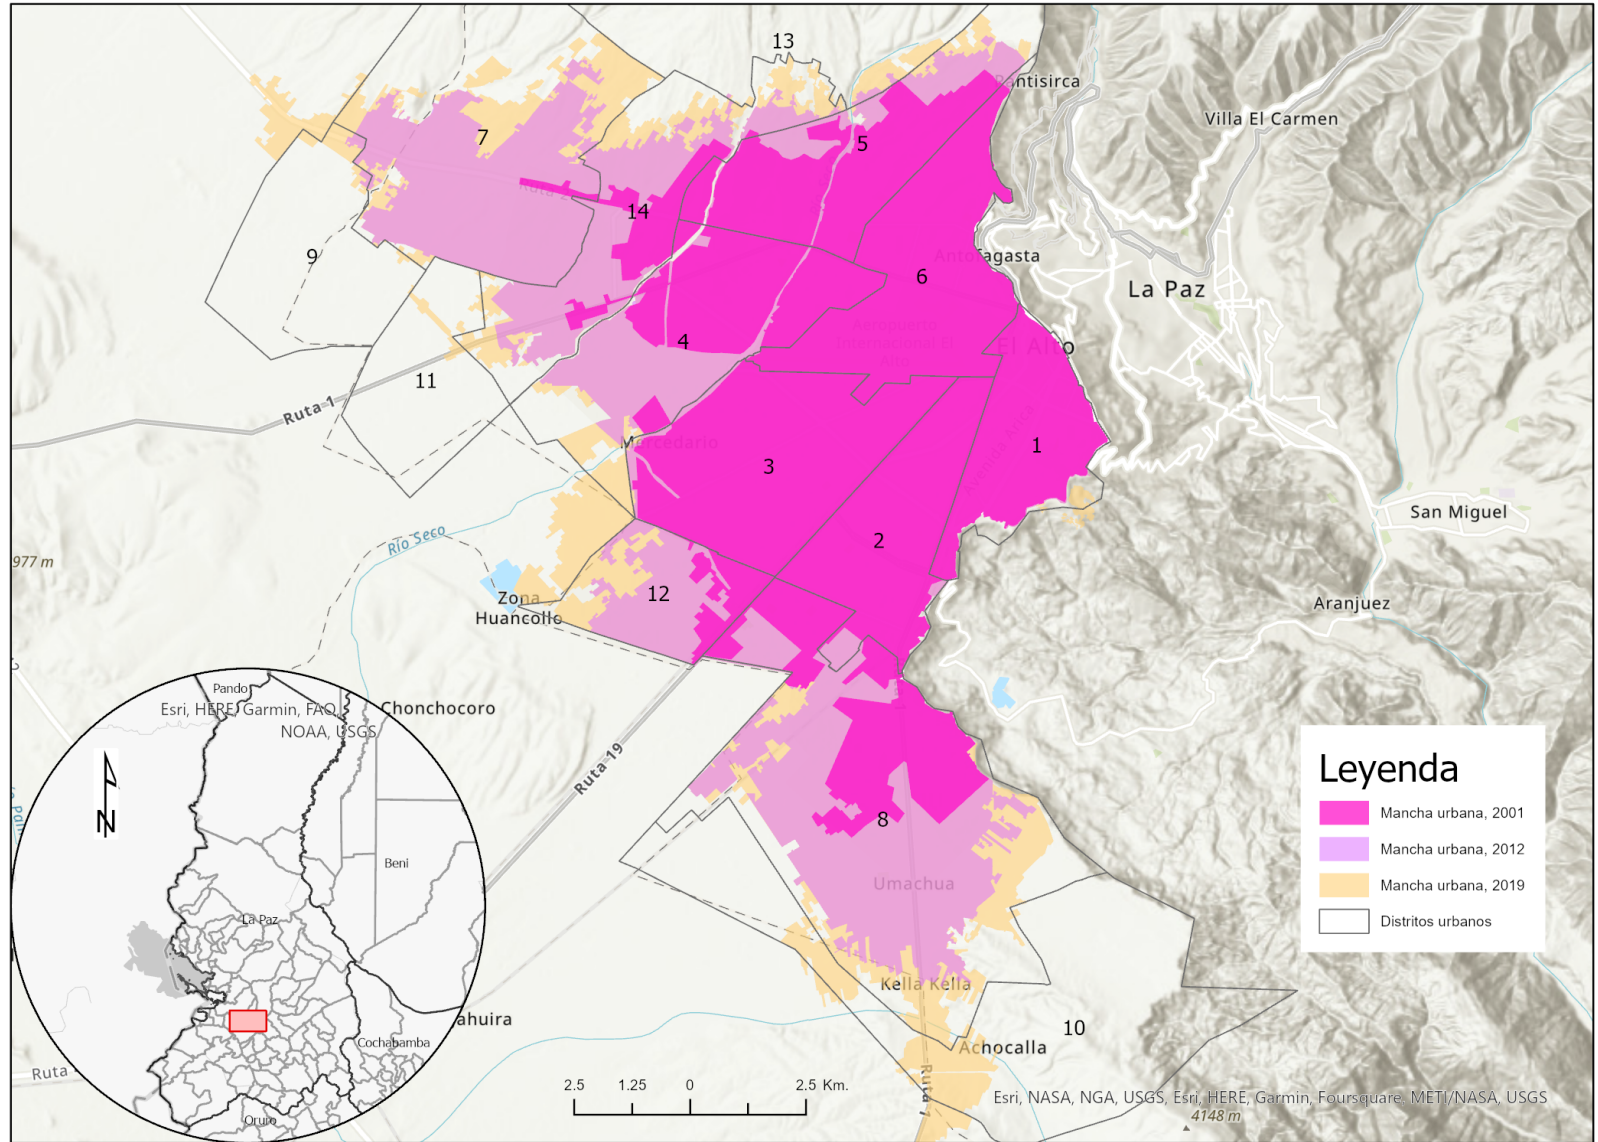 13
Pantisirca
Villa El Carmen
7
5
14
9
Antofagasta
6
La Paz
Aeropuerto
Internacional El
Alto
4
El Alto
11
Ruta 1
Mercedario
3
1
Avenida Arica
San Miguel
Río Seco
2
977 m
12
Zona
Huancollo
Aranjuez
Chonchocoro
Ruta 19
8
Umachua
Kella Kella
10
Achocalla
Ruta 1
ahuira
Ruta
4148 m
Pando
Esri, HERE, Garmin, FAO,
NOAA, USGS
N
Beni
La Paz
Cochabamba
Oruro
Leyenda
Mancha urbana, 2001
Mancha urbana, 2012
Mancha urbana, 2019
Distritos urbanos
2.5 1.25 0 2.5 Km.
Esri, NASA, NGA, USGS, Esri, HERE, Garmin, Foursquare, METI/NASA, USGS